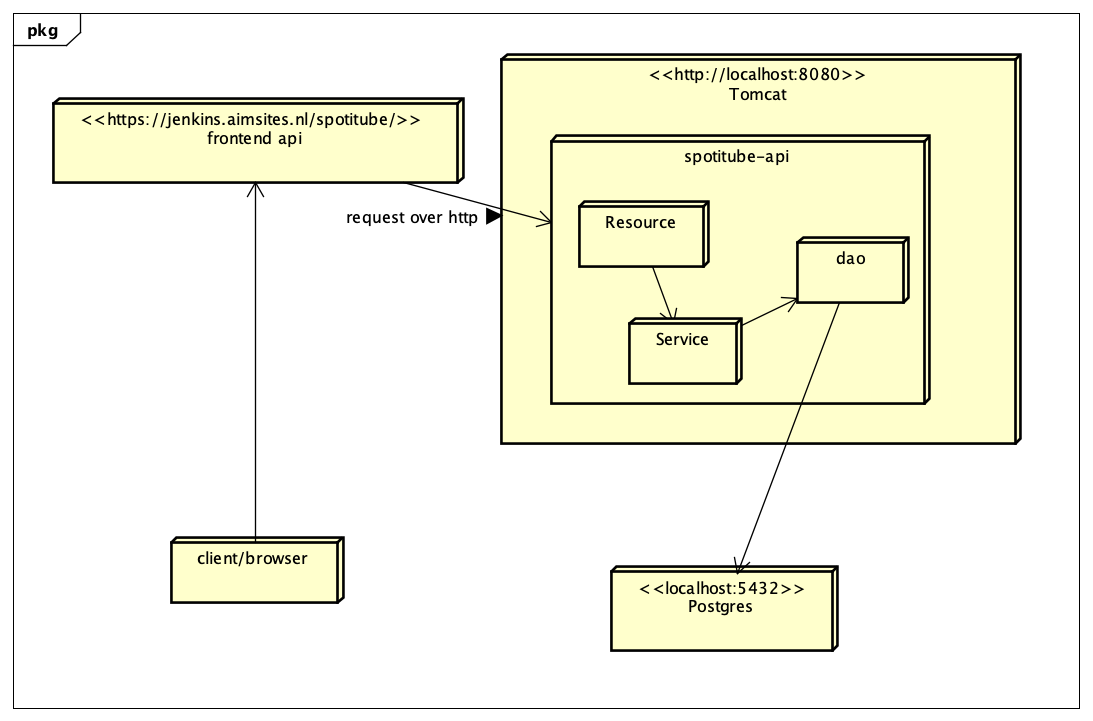 pkg
<<http://localhost:8080>>
Tomcat
<<https://jenkins.aimsites.nl/spotitube/>>
frontend api
spotitube-api
request over http
Resource
dao
Service
client/browser
<<localhost:5432>>
Postgres